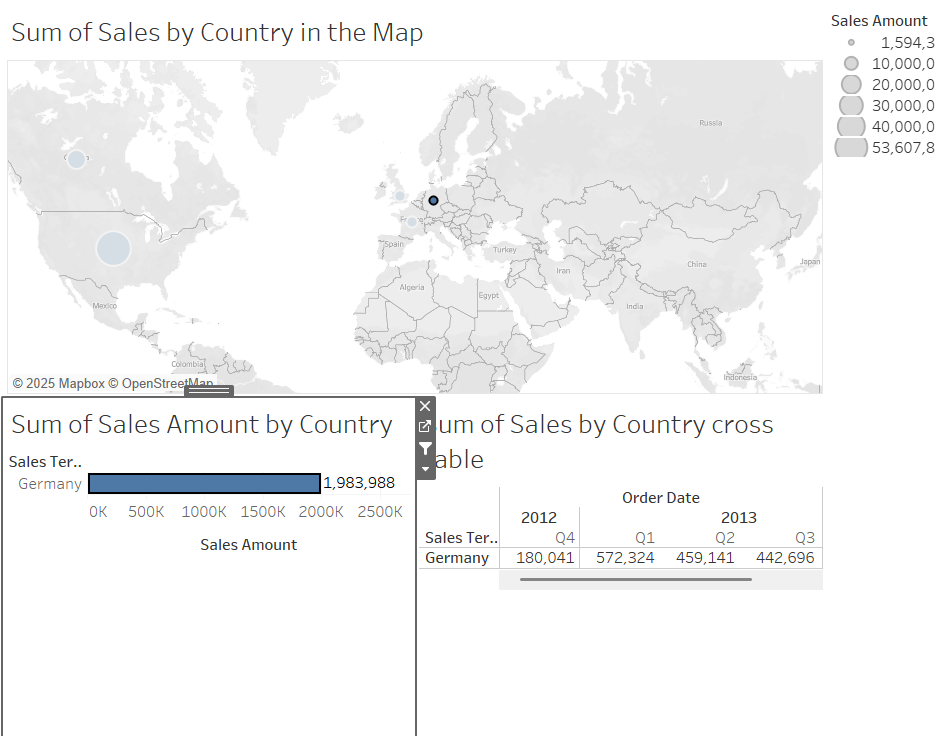 Sum of Sales by Country in the Map
Sales Amount
1,594,3
10,000,0
20,000,0
30,000,0
40,000,0
53,607,8
Russia
Spain
Turkey
China
Japan
Iran
Algeria
Egypt
India
Mexico
Colombia
Indonesia
© 2025 Mapbox © OpenStreetMap
Sum of Sales Amount by Country
Sales Ter..
Germany 1,983,988
0K 500K 1000K 1500K 2000K 2500K
Sales Amount
um of Sales by Country cross
able
Order Date
2012 2013
Sales Ter.. Q4 Q1 Q2 Q3
Germany 180,041 572,324 459,141 442,696